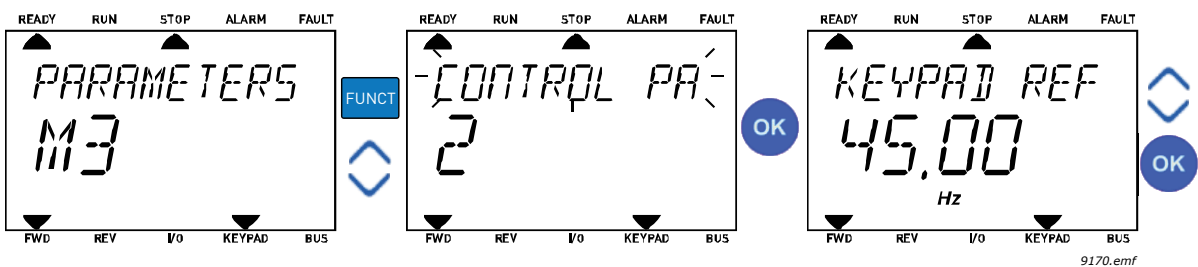 READY RUN STOP ALARM FAULT
PARAMETERS
M3
FWD REV I/O KEYPAD BUS
FUNCT
READY RUN STOP ALARM FAULT
CONTROL PA
2
FWD REV I/O KEYPAD BUS
OK
READY RUN STOP ALARM FAULT
KEYPAD REF
45.00
Hz
FWD REV I/O KEYPAD BUS
OK
9170.emf